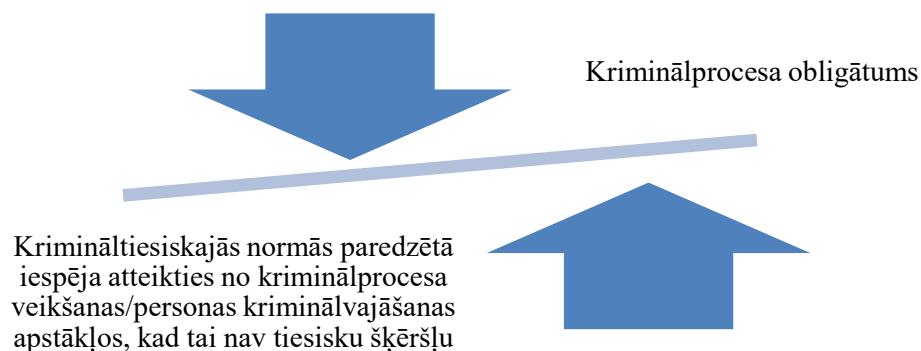 Kriminālprocesa obligātums
Krimināltiesiskajās normās paredzētā
iespēja atteikties no kriminālprocesa
veikšanas/personas kriminālvajāšanas
apstākļos, kad tai nav tiesisku šķēršļu